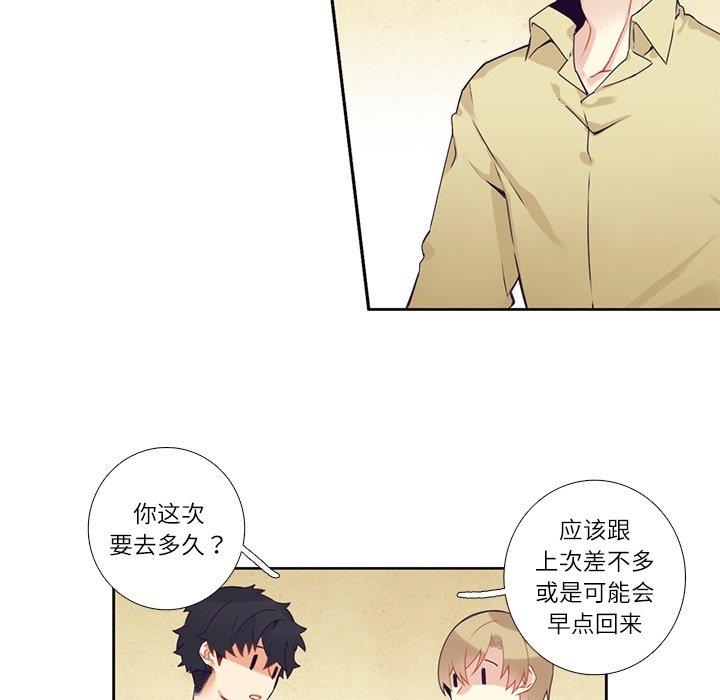 你这次
要去多久？
应该跟
上次差不多
或是可能会
早点回来